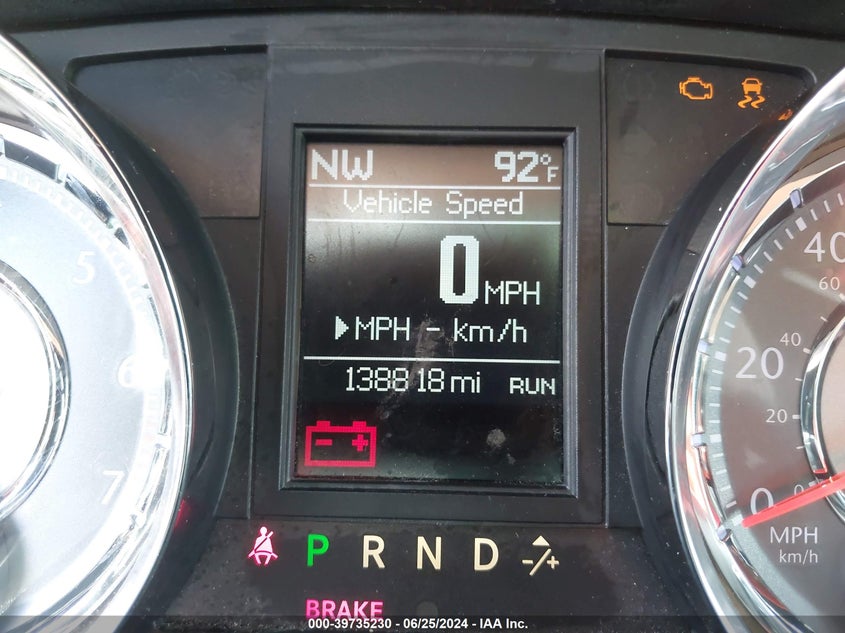 NW 92°F
Vehicle Speed
0 MPH
▶MPH - km/h
138818 mi RUN
- +
5
6
7
40
60
40
20
20
0 0
MPH
km/h
P R N D -/+
BRAKE
000-39735230 - 06/25/2024 - IAA Inc.